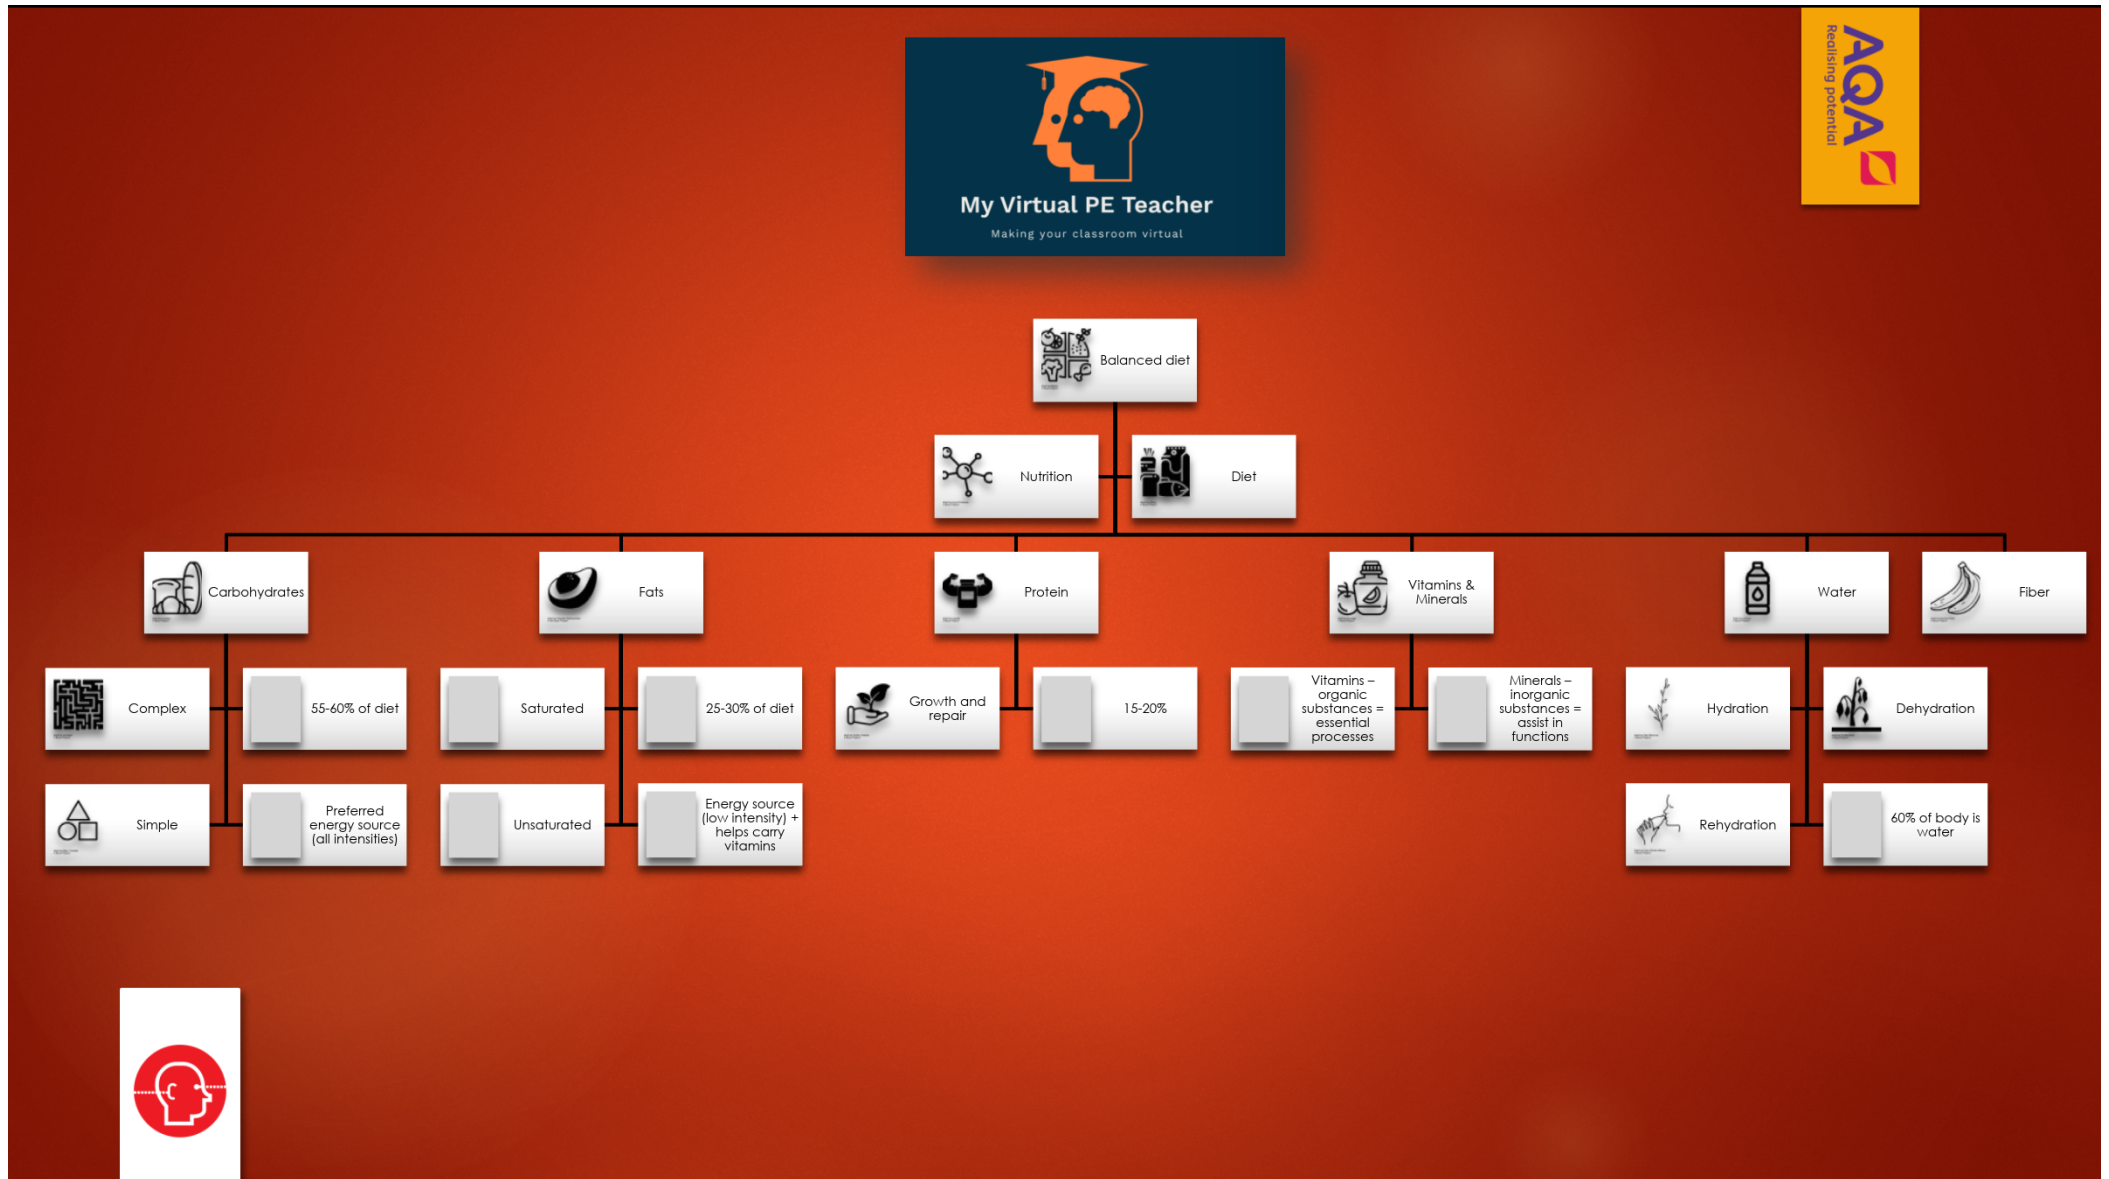 AQA
Realising potential
My Virtual PE Teacher
Making your classroom virtual
Balanced diet
Nutrition
Diet
Carbohydrates
Fats
Protein
Vitamins &
Minerals
Water
Fiber
Complex
55-60% of diet
Saturated
25-30% of diet
Growth and
repair
15-20%
Vitamins –
organic
substances =
essential
processes
Minerals –
inorganic
substances =
assist in
functions
Hydration
Dehydration
Simple
Preferred
energy source
(all intensities)
Unsaturated
Energy source
(low intensity) +
helps carry
vitamins
Rehydration
60% of body is
water